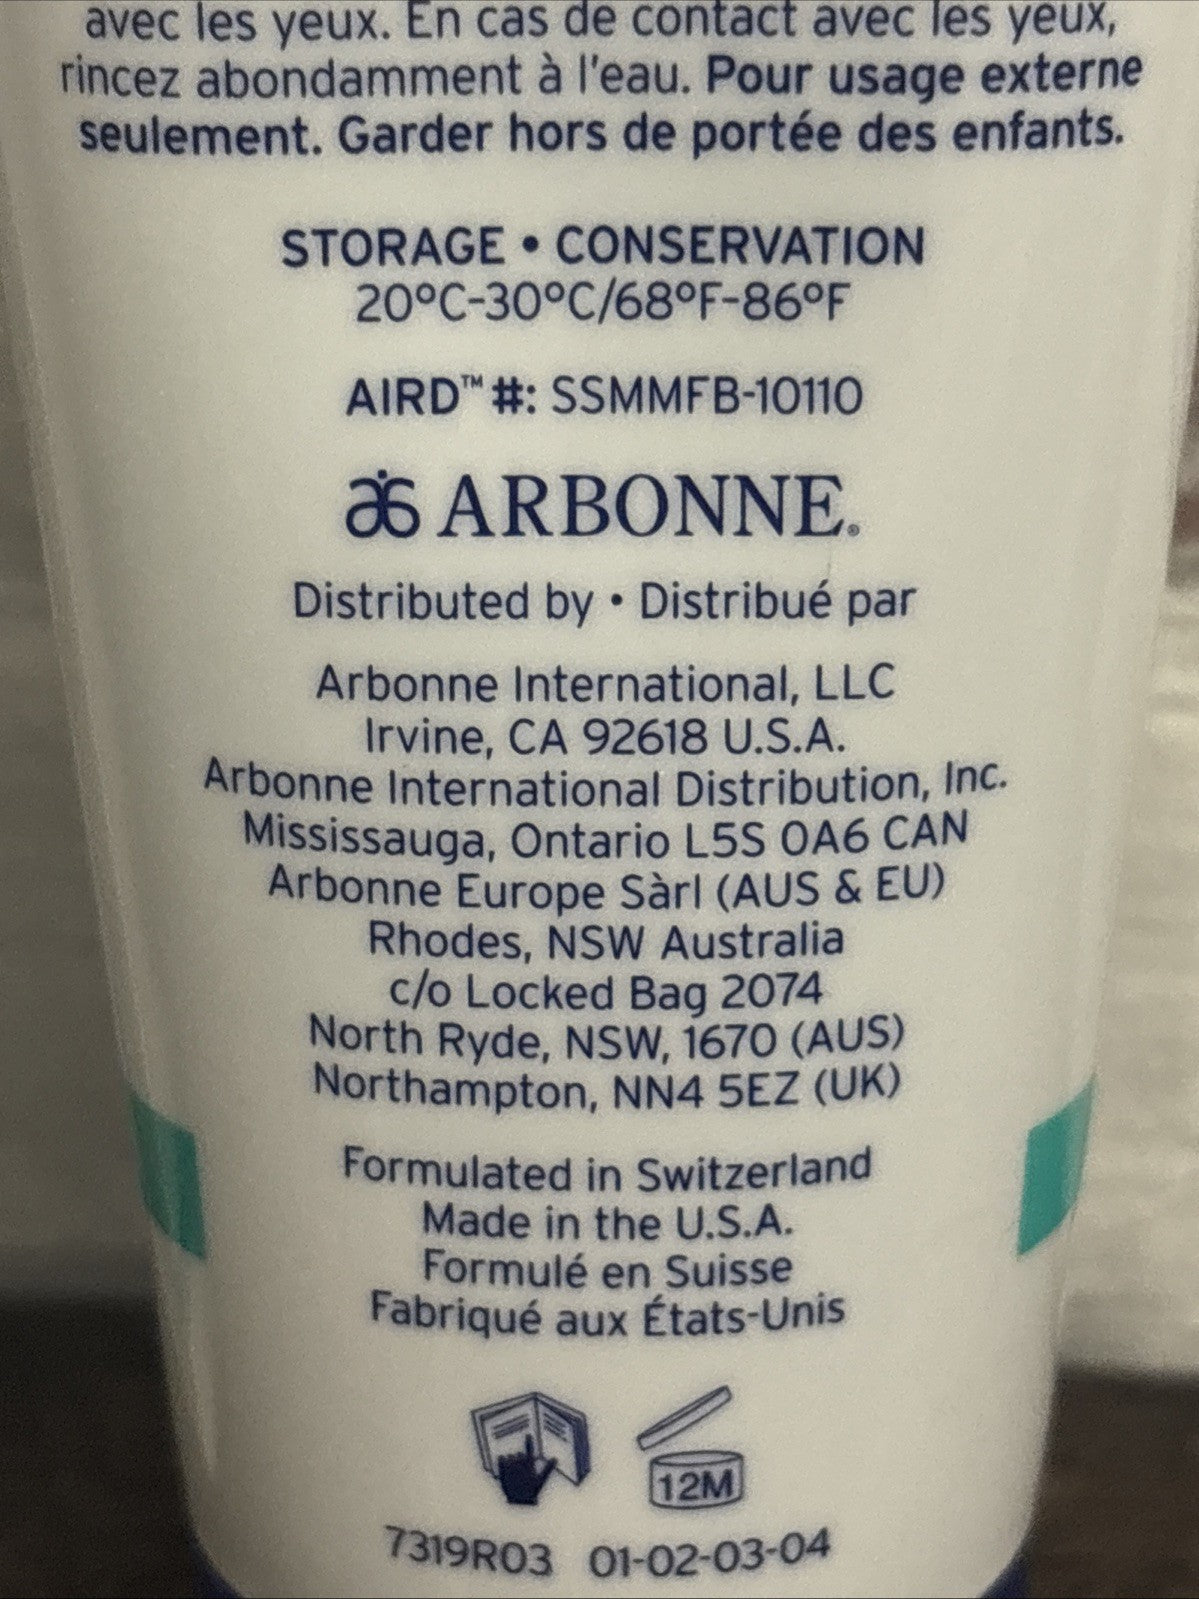 avec les yeux. En cas de contact avec les yeux,
rincez abondamment à l'eau. Pour usage externe
seulement. Garder hors de portée des enfants.
STORAGE • CONSERVATION
20ºC-30ºC/68ºF-86ºF
AIRD™ #: SSMMFB-10110
ARBONNE®
Distributed by • Distribué par
Arbonne International, LLC
Irvine, CA 92618 U.S.A.
Arbonne International Distribution, Inc.
Mississauga, Ontario L5S 0A6 CAN
Arbonne Europe Sàrl (AUS & EU)
Rhodes, NSW Australia
c/o Locked Bag 2074
North Ryde, NSW, 1670 (AUS)
Northampton, NN4 5EZ (UK)
Formulated in Switzerland
Made in the U.S.A.
Formulé en Suisse
Fabriqué aux États-Unis
12M
7319R03 01-02-03-04